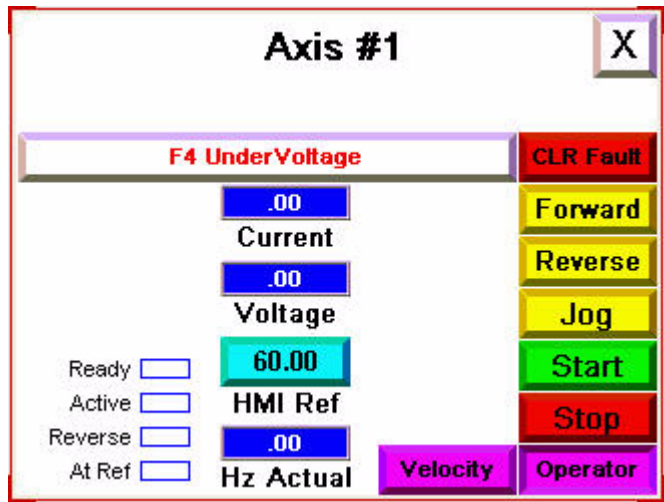 Axis #1
X
F4 UnderVoltage
CLR Fault
.00
Current
.00
Voltage
60.00
HMI Ref
.00
Hz Actual
Ready
Active
Reverse
At Ref
Forward
Reverse
Jog
Start
Stop
Velocity
Operator